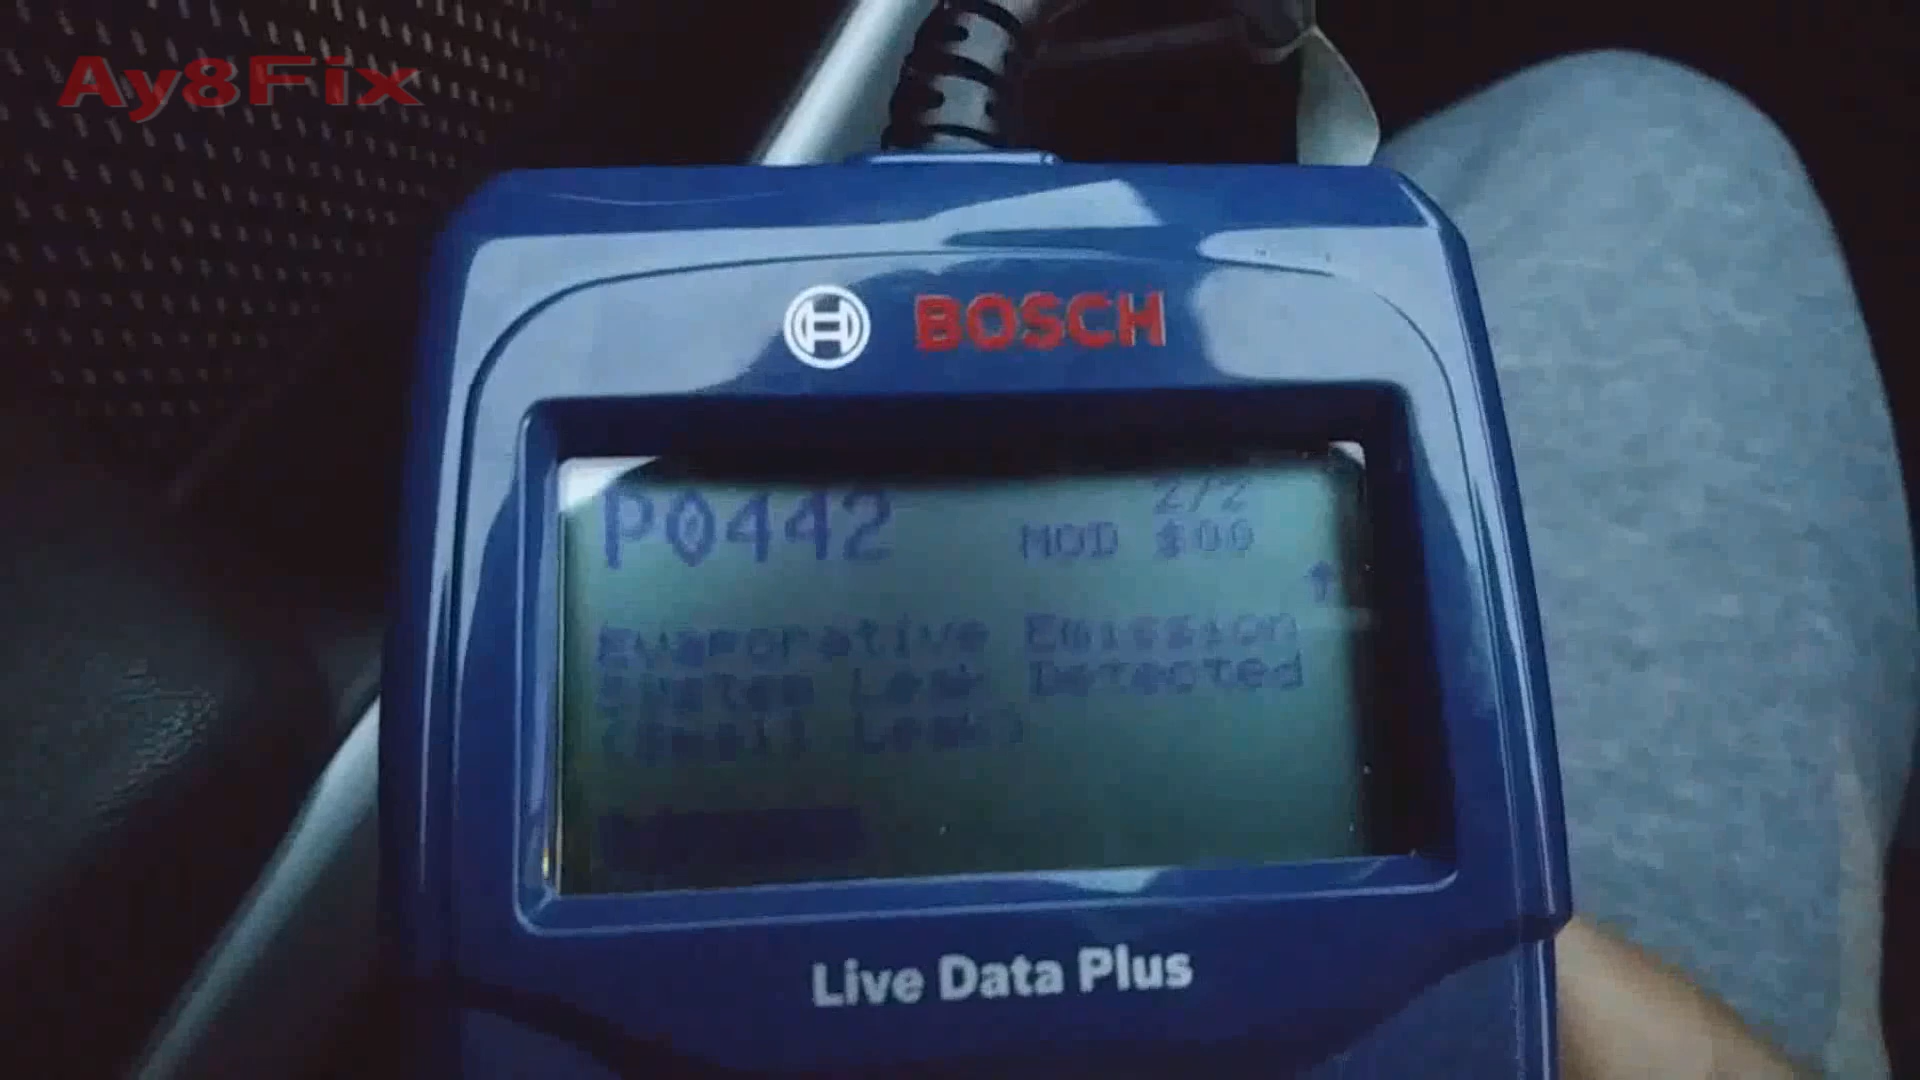 Ay8Fix
BOSCH
P0442
2/2
MOD $00
Evaporative Emission
System Leak Detected
(Small Leak)
Live Data Plus